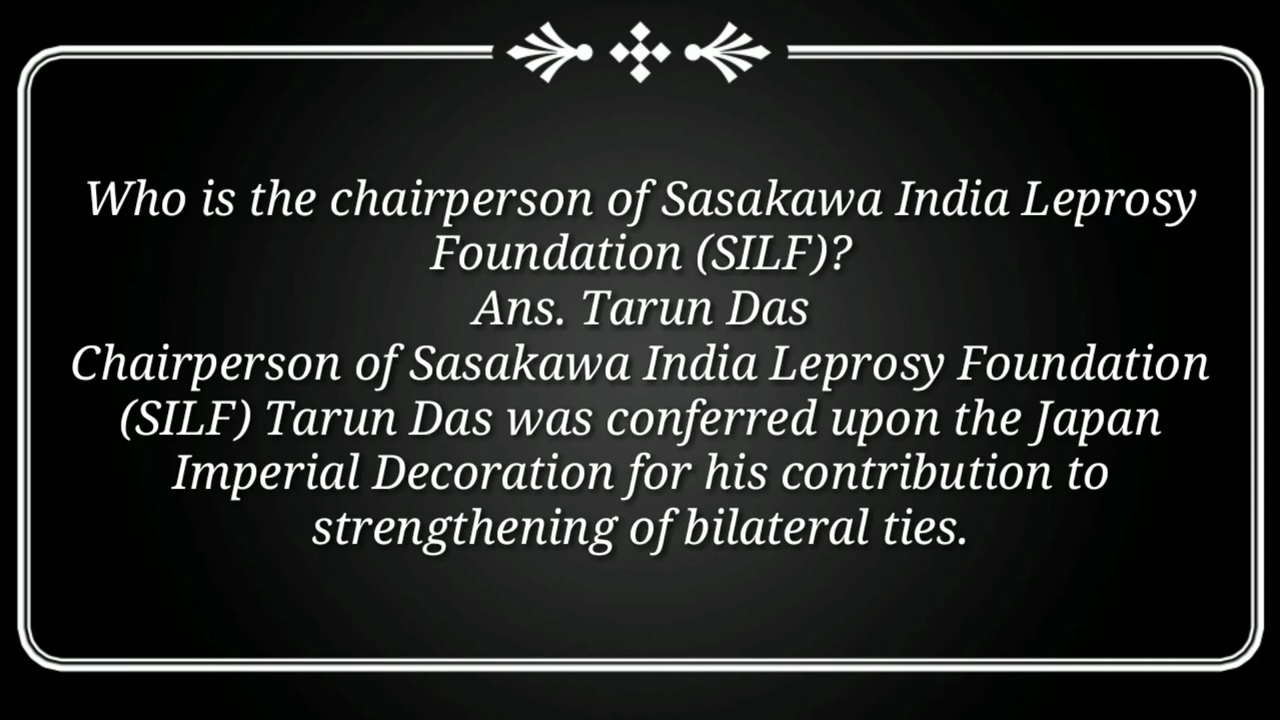 Who is the chairperson of Sasakawa India Leprosy
Foundation (SILF)?
Ans. Tarun Das
Chairperson of Sasakawa India Leprosy Foundation
(SILF) Tarun Das was conferred upon the Japan
Imperial Decoration for his contribution to
strengthening of bilateral ties.